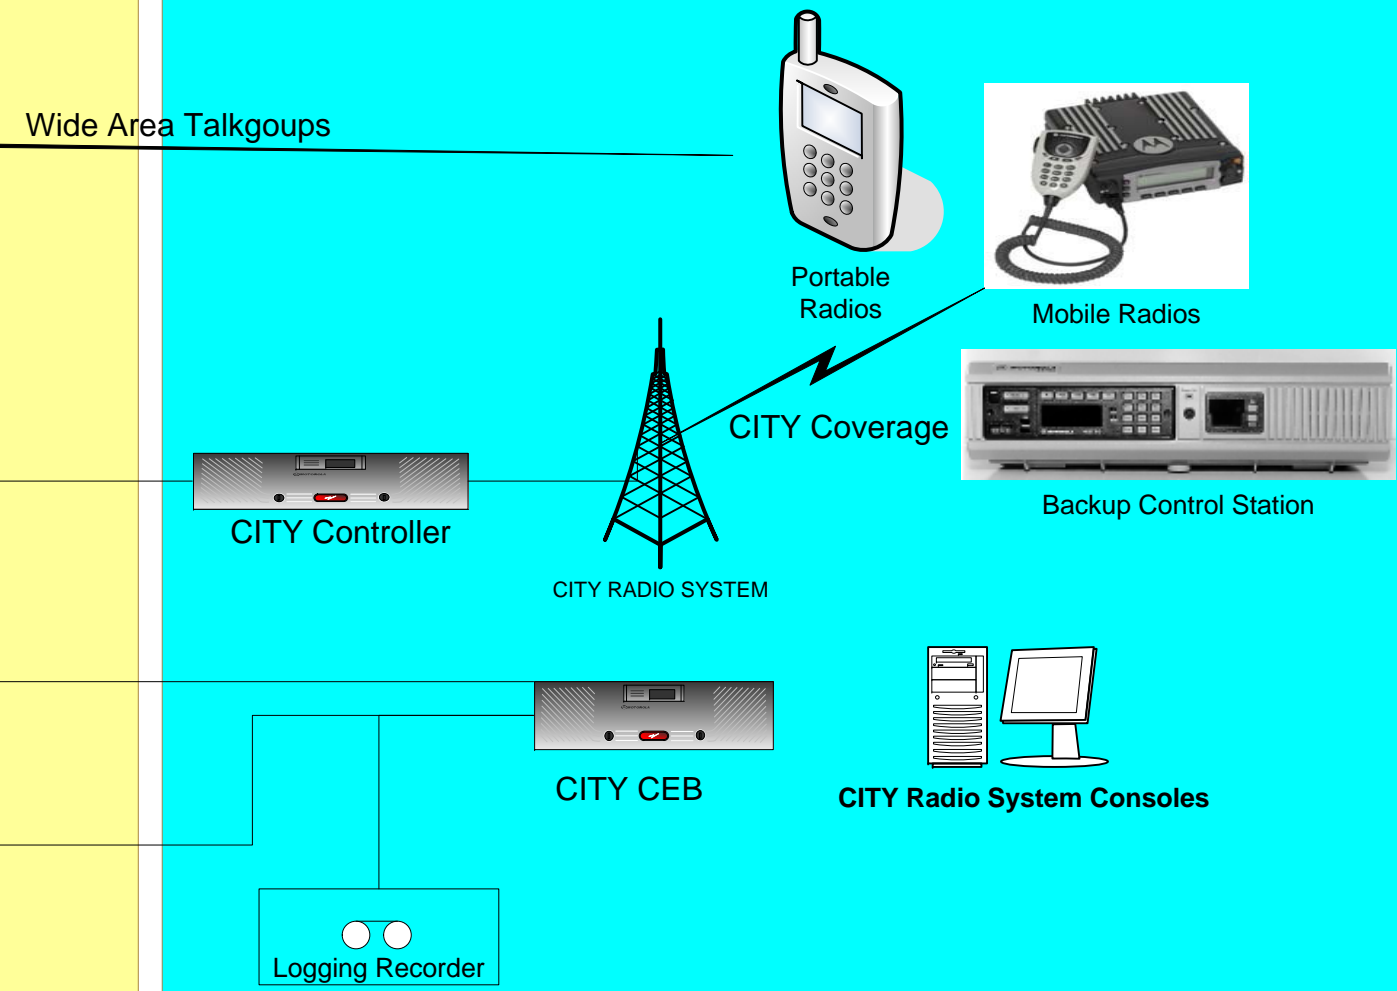 Wide Area Talkgoups
Portable
Radios
Mobile Radios
CITY Coverage
Backup Control Station
CITY Controller
CITY RADIO SYSTEM
CITY CEB
CITY Radio System Consoles
Logging Recorder